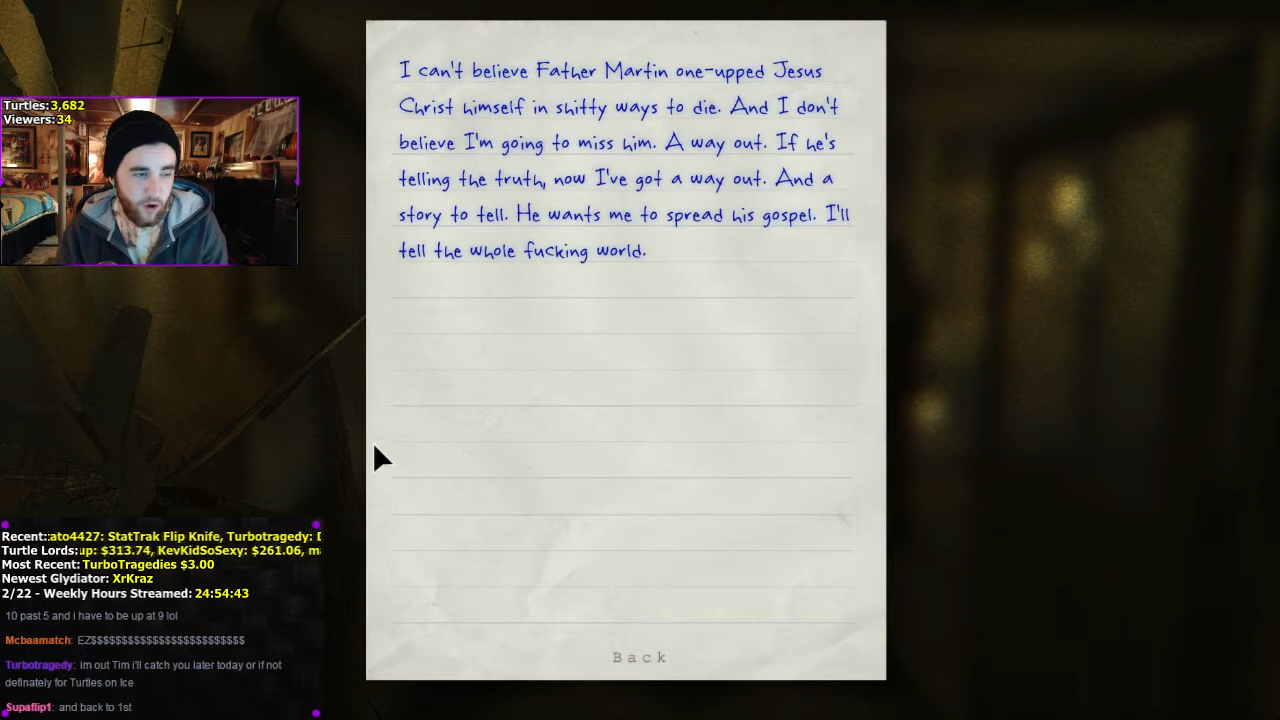 Turtles: 3,682
Viewers: 34
I can't believe Father Martin one-upped Jesus
Christ himself in shitty ways to die. And I don't
believe I'm going to miss him. A way out. If he's
telling the truth, now I've got a way out. And a
story to tell. He wants me to spread his gospel. I'll
tell the whole fucking world.
Back
Recent: ato4427: StatTrak Flip Knife, Turbotragedy:
Turtle Lords: up: $313.74, KevKidSoSexy: $261.06,
Most Recent: TurboTragedies $3.00
Newest Glydiator: XrKraz
2/22 - Weekly Hours Streamed: 24:54:43
10 past 5 and i have to be up at 9 lol
Mcbaamatch: EZ$$$$$$$$$$$$$$$$$$$$$$$$$
Turbotragedy: im out Tim i'll catch you later today or if not
definately for Turtles on Ice
Supaflip1: and back to 1st